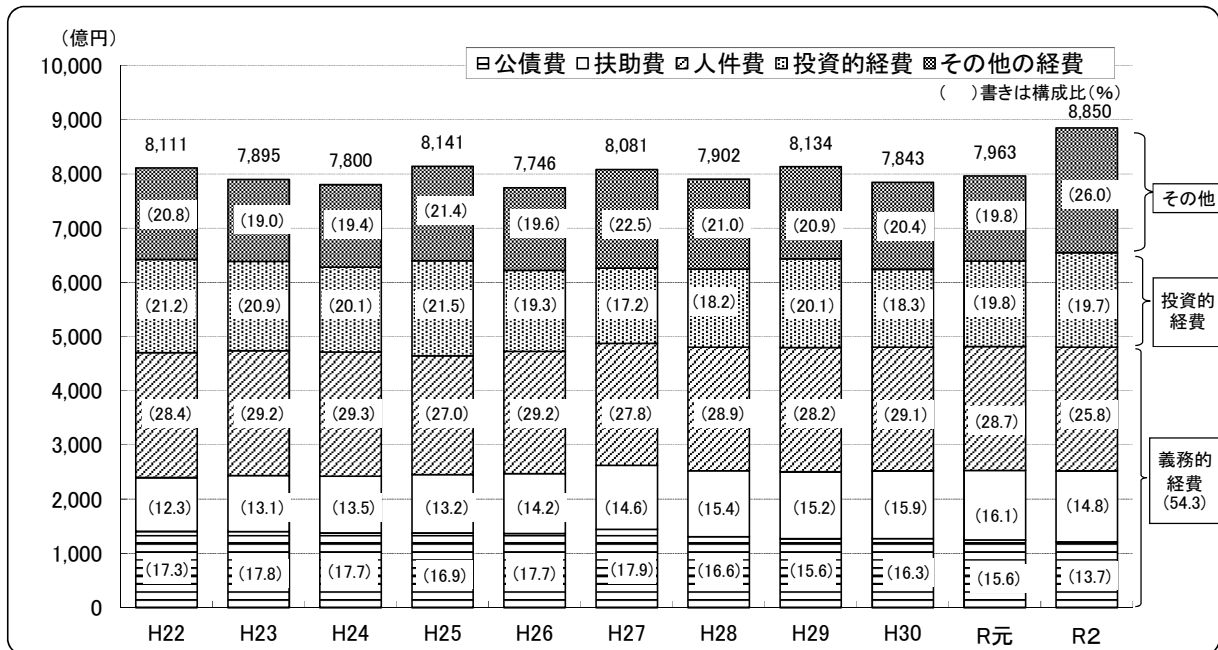 （億円）
公債費 扶助費 人件費 投資的経費 その他の経費
（　）書きは構成比（％）
10,000
9,000
8,000
7,000
6,000
5,000
4,000
3,000
2,000
1,000
0
8,111 7,895 7,800 8,141 7,746 8,081 7,902 8,134 7,843 7,963 8,850
(20.8) (19.0) (19.4) (21.4) (19.6) (22.5) (21.0) (20.9) (20.4) (19.8) (26.0)
(21.2) (20.9) (20.1) (21.5) (19.3) (17.2) (18.2) (20.1) (18.3) (19.8) (19.7)
(28.4) (29.2) (29.3) (27.0) (29.2) (27.8) (28.9) (28.2) (29.1) (28.7) (25.8)
(12.3) (13.1) (13.5) (13.2) (14.2) (14.6) (15.4) (15.2) (15.9) (16.1) (14.8)
(17.3) (17.8) (17.7) (16.9) (17.7) (17.9) (16.6) (15.6) (16.3) (15.6) (13.7)
H22 H23 H24 H25 H26 H27 H28 H29 H30 R元 R2
その他
投資的
経費
義務的
経費
(54.3)